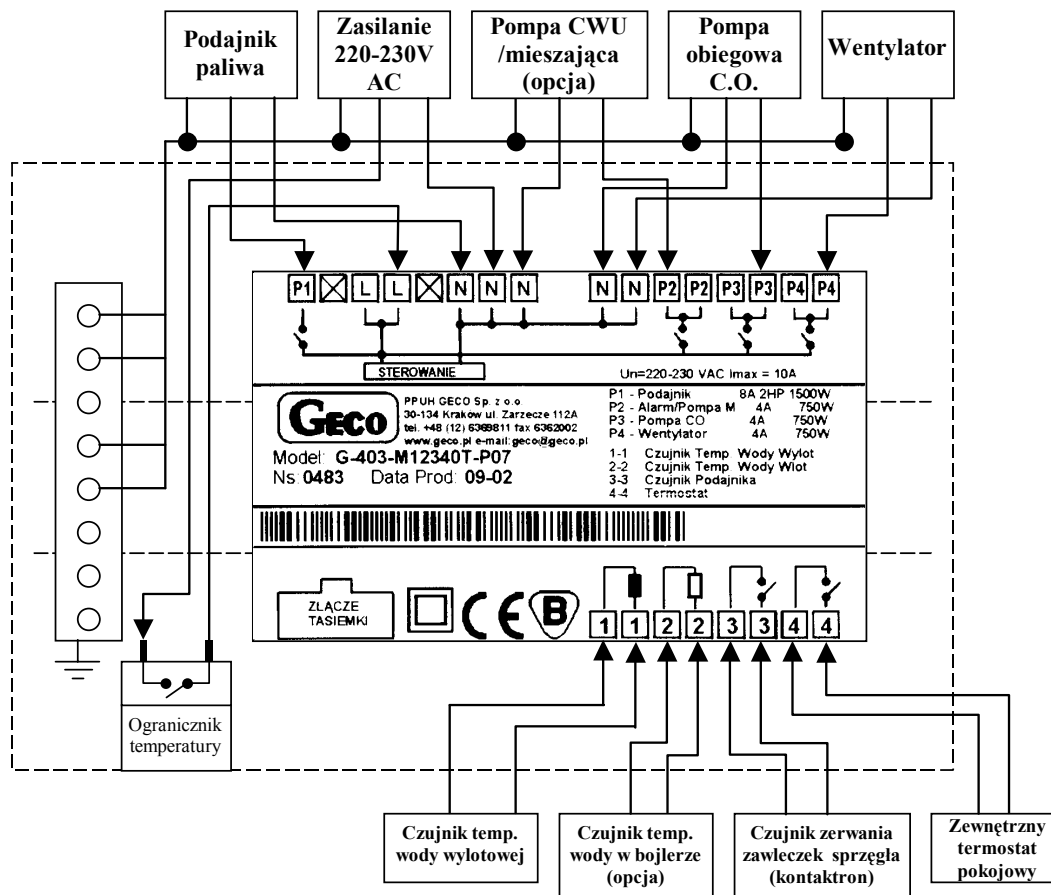 Podajnik
paliwa
Zasilanie
220-230V
AC
Pompa CWU
/mieszająca
(opcja)
Pompa
obiegowa
C.O.
Wentylator
P1 L L N N N N N P2 P2 P3 P3 P4 P4
STEROWANIE
Un=220-230 VAC Imax = 10A
GECO
PPUH GECO Sp. z o.o.
30-134 Kraków ul. Zarzecze 112A
tel. +48 (12) 6369811 fax 6362002
www.geco.pl e-mail:geco@geco.pl
Model: G-403-M12340T-P07
Ns: 0483 Data Prod: 09-02
P1 - Podajnik 8A 2HP 1500W
P2 - Alarm/Pompa M 4A 750W
P3 - Pompa CO 4A 750W
P4 - Wentylator 4A 750W
1-1 Czujnik Temp. Wody Wylot
2-2 Czujnik Temp. Wody Wlot
3-3 Czujnik Podajnika
4-4 Termostat
ZŁĄCZE
TASIEMKI
CE
B
1 1 2 2 3 3 4 4
Ogranicznik
temperatury
Czujnik temp.
wody wylotowej
Czujnik temp.
wody w bojlerze
(opcja)
Czujnik zerwania
zawleczek sprzęgła
(kontaktron)
Zewnętrzny
termostat
pokojowy